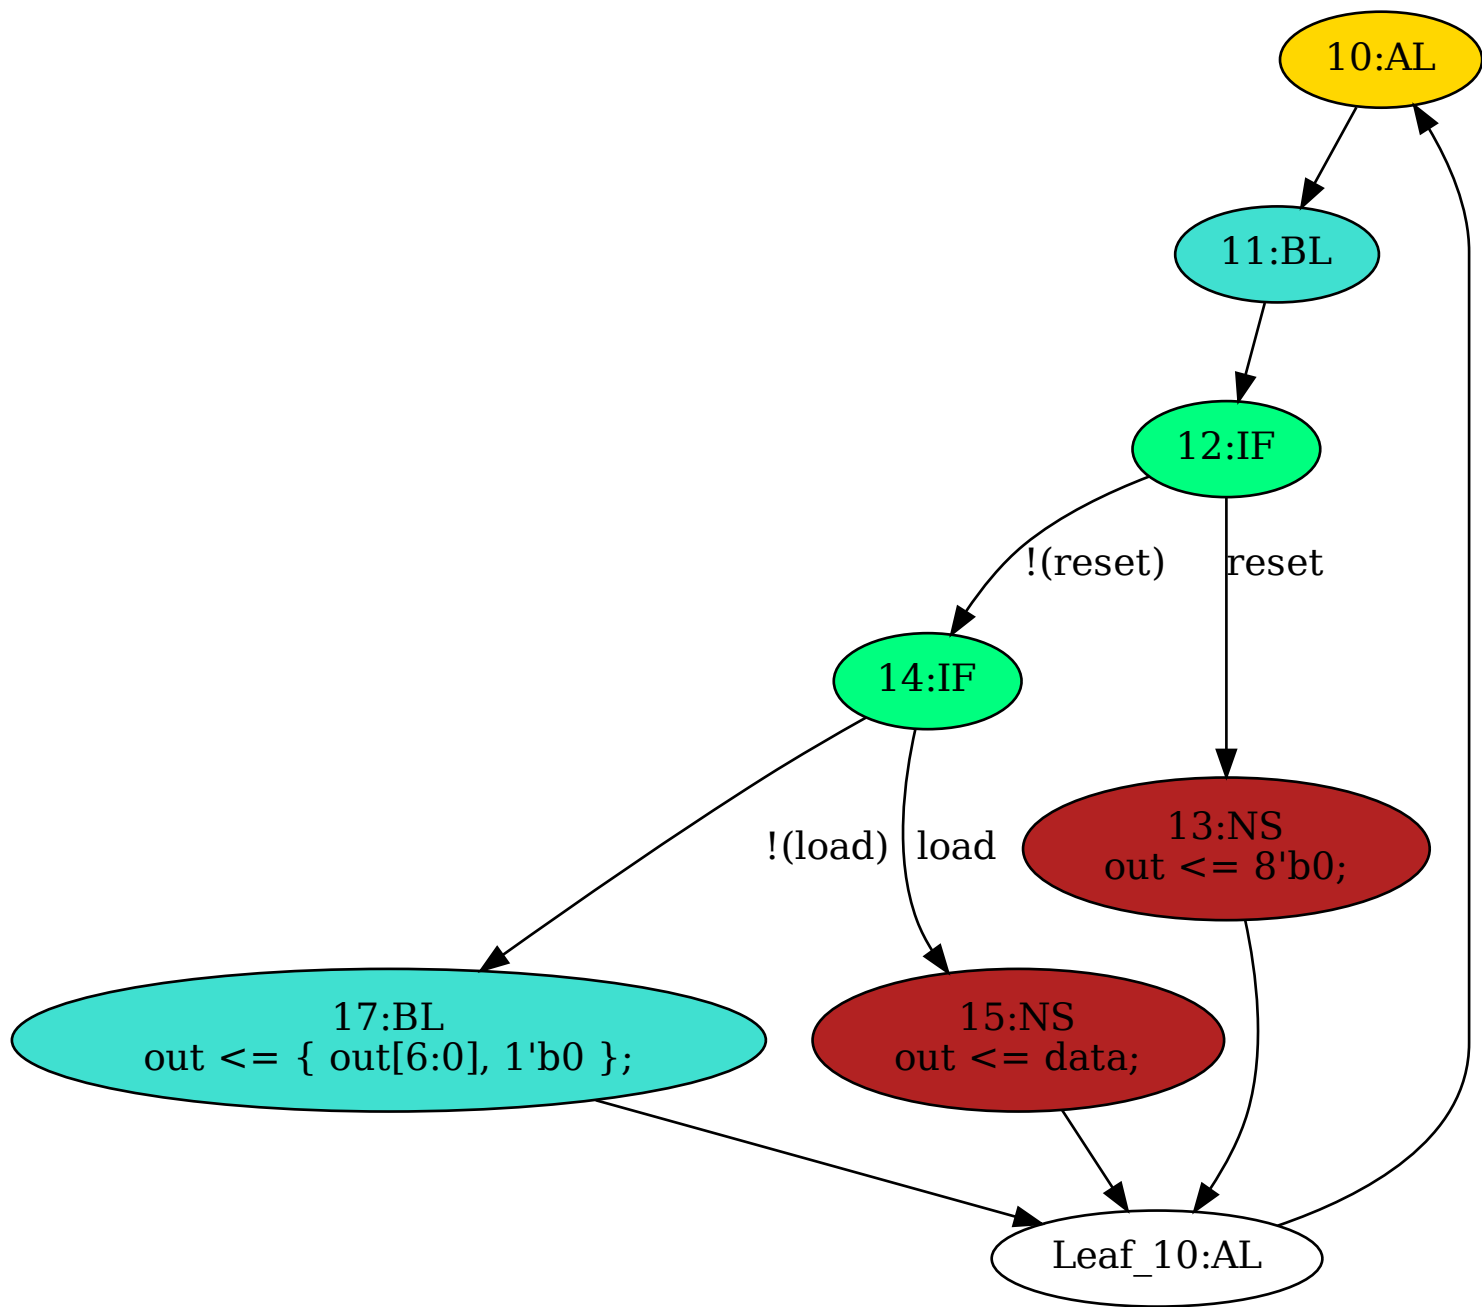 10:AL
11:BL
12:IF
!(reset)
reset
14:IF
13:NS
out <= 8'b0;
!(load)
load
17:BL
out <= { out[6:0], 1'b0 };
15:NS
out <= data;
Leaf_10:AL